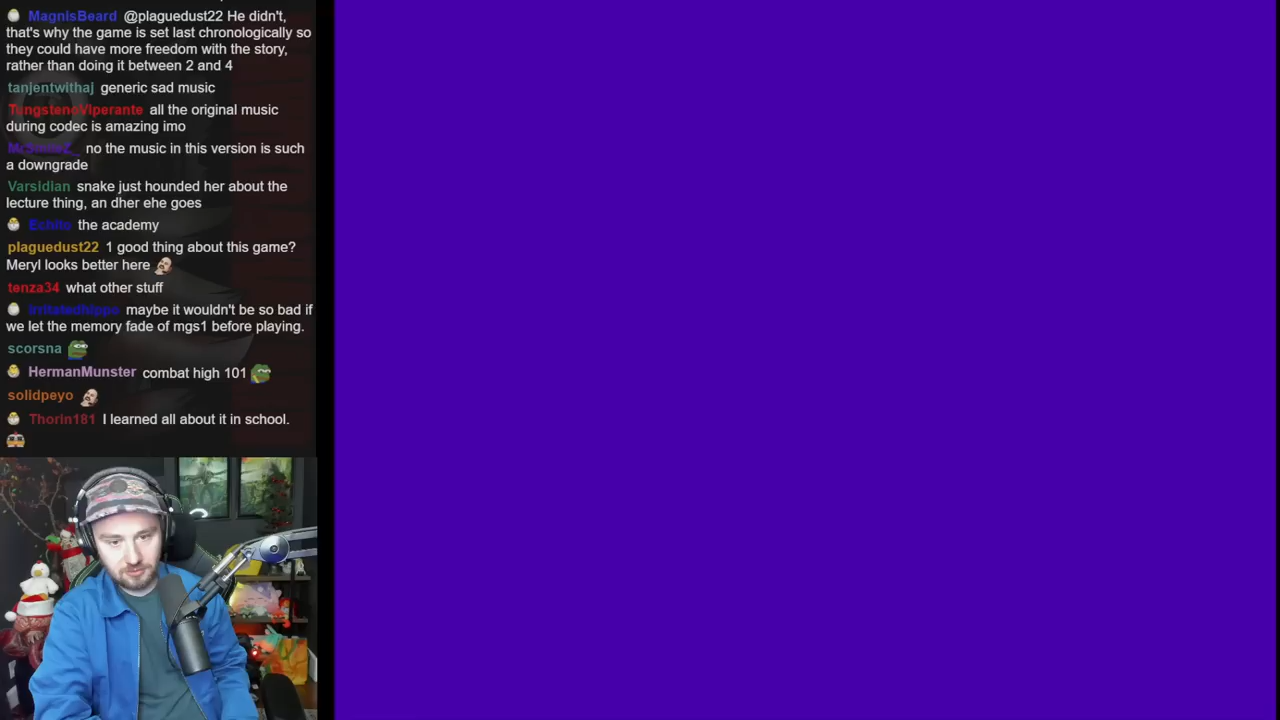 MagnisBeard @plaguedust22 He didn't,
that's why the game is set last chronologically so
they could have more freedom with the story,
rather than doing it between 2 and 4
tanjentwithaj generic sad music
TungstenoViperante all the original music
during codec is amazing imo
no the music in this version is such
a downgrade
Varsidian snake just hounded her about the
lecture thing, an dher ehe goes
Echito the academy
plaguedust22 1 good thing about this game?
Meryl looks better here
tenza34 what other stuff
irritatedhippo maybe it wouldn't be so bad if
we let the memory fade of mgs1 before playing.
scorsna
HermanMunster combat high 101
solidpeyo
Thorin181 I learned all about it in school.